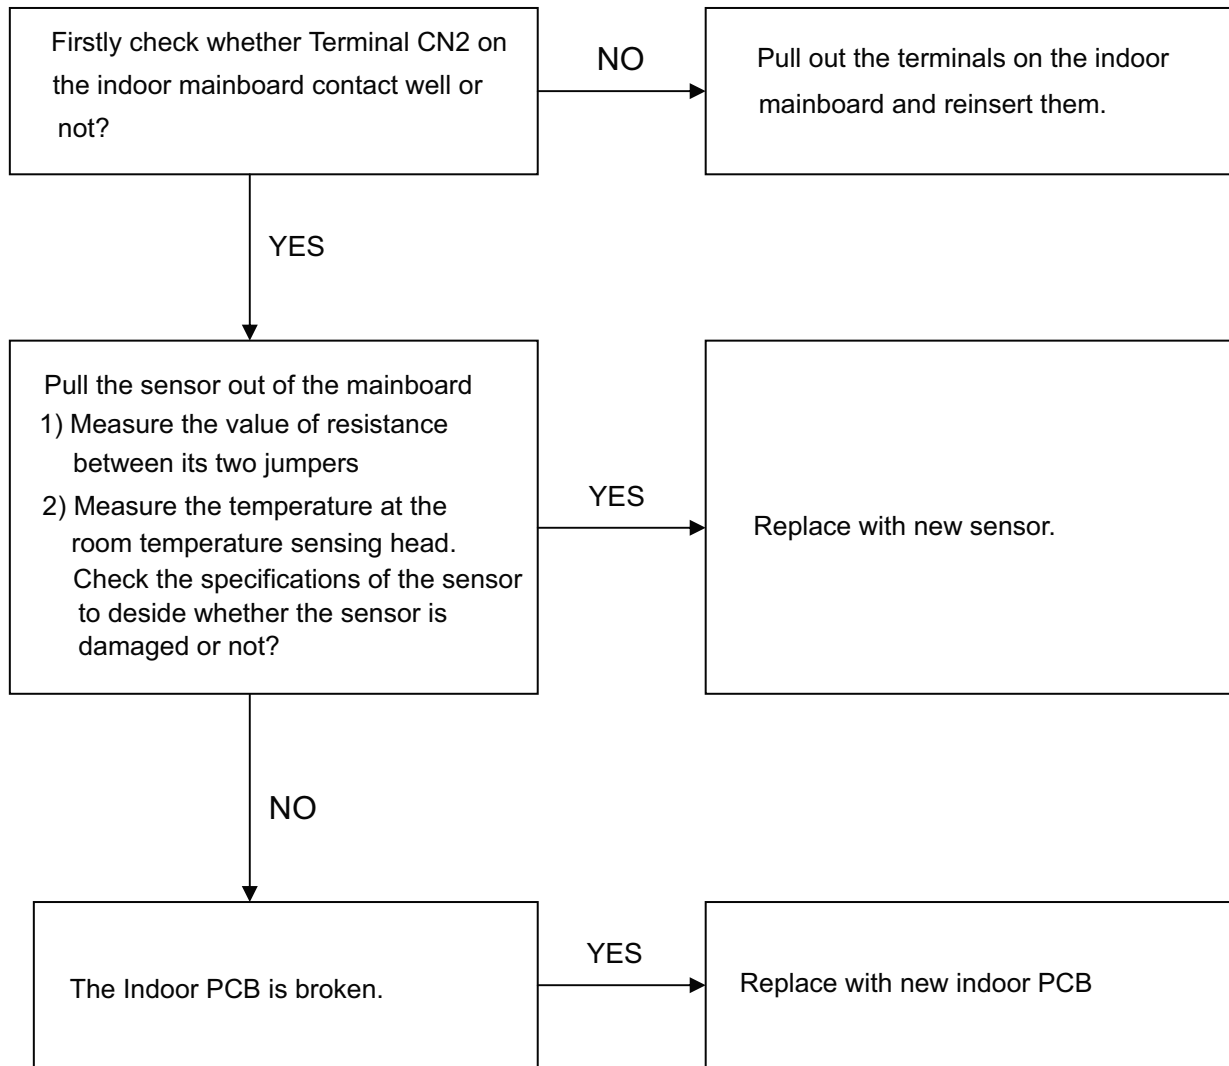 Firstly check whether Terminal CN2 on
the indoor mainboard contact well or
not?
NO
Pull out the terminals on the indoor
mainboard and reinsert them.
YES
Pull the sensor out of the mainboard
1) Measure the value of resistance
between its two jumpers
2) Measure the temperature at the
room temperature sensing head.
Check the specifications of the sensor
to deside whether the sensor is
damaged or not?
YES
Replace with new sensor.
NO
The Indoor PCB is broken.
YES
Replace with new indoor PCB